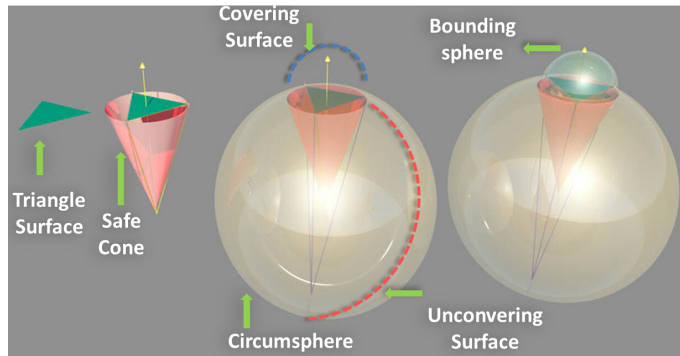 Covering
Surface
Bounding
sphere
Triangle
Surface
Safe
Cone
Circumsphere
Unconvering
Surface